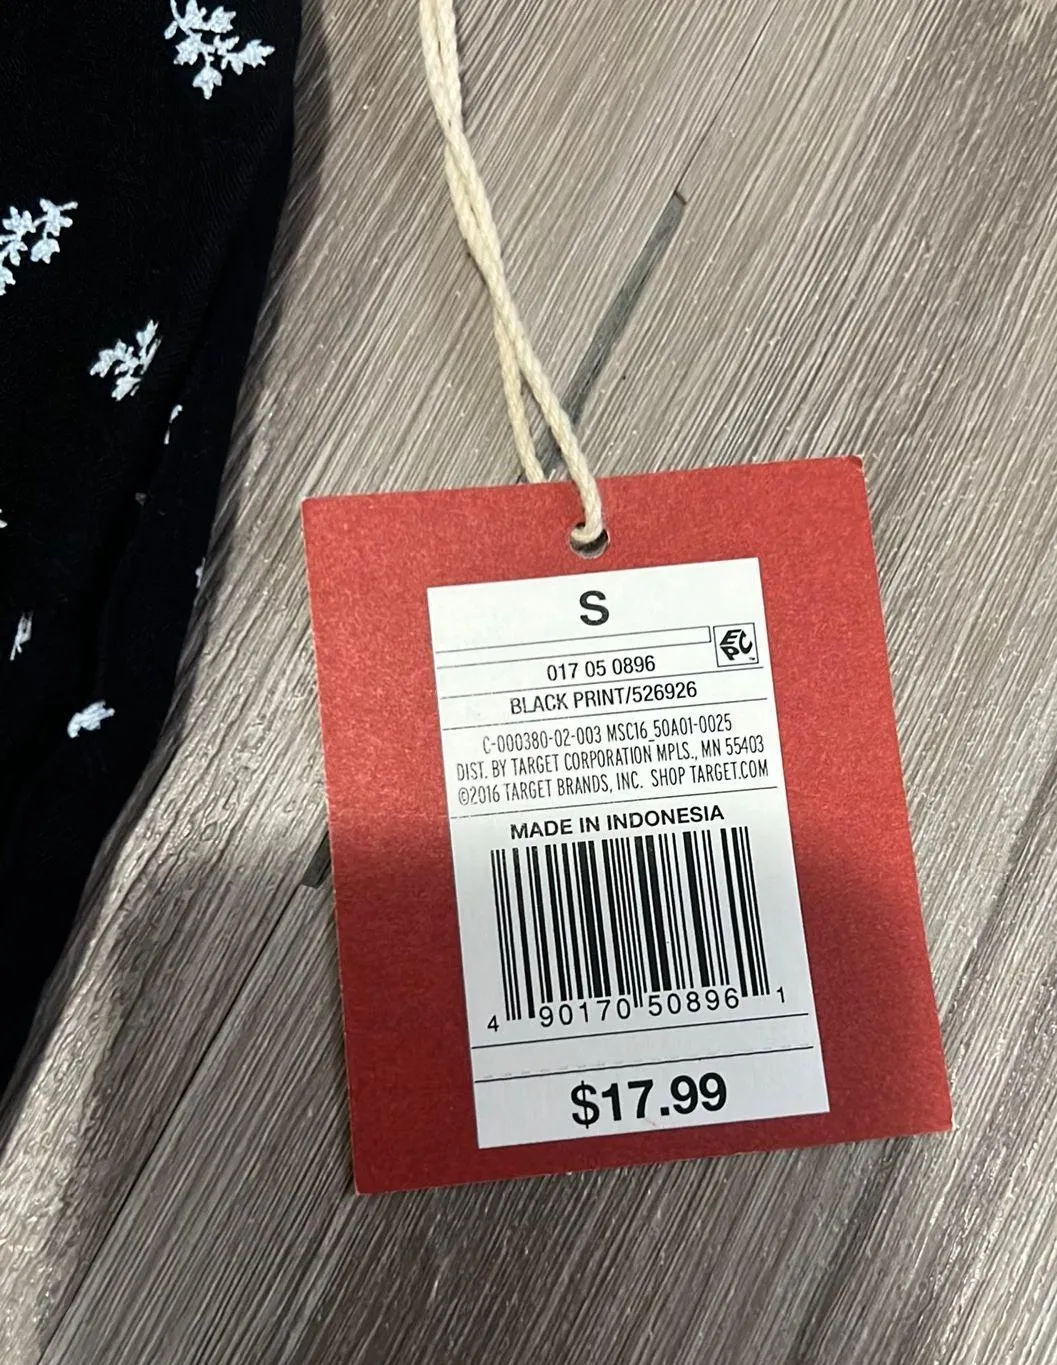 S
EPC
017 05 0896
BLACK PRINT/526926
C-000380-02-003 MSC16_50A01-0025
DIST. BY TARGET CORPORATION MPLS., MN 55403
©2016 TARGET BRANDS, INC. SHOP TARGET.COM
MADE IN INDONESIA
4 90170 50896 1
$17.99